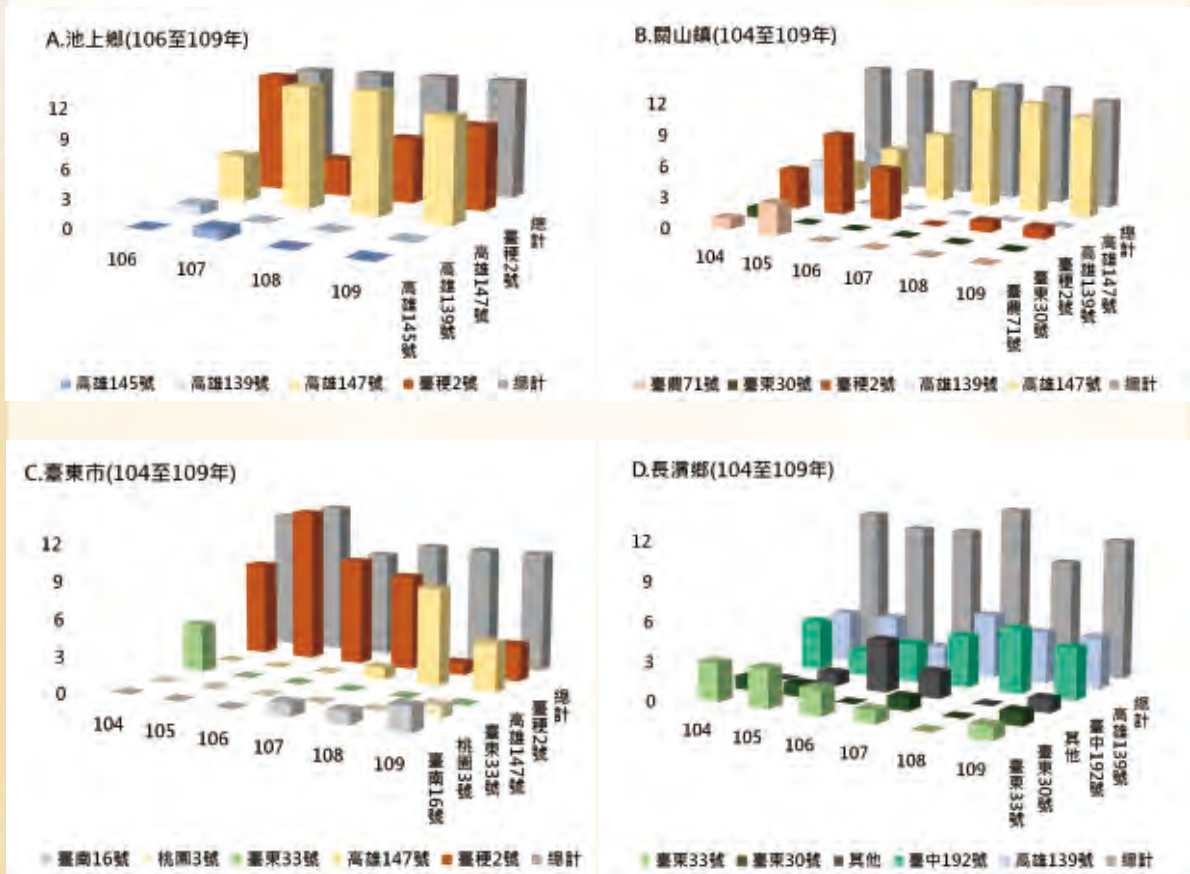 A.池上鄉(106至109年)
12
9
6
3
0
106
107
108
109
高雄145號
高雄139號
高雄147號
臺稉2號
總計
高雄145號 高雄139號 高雄147號 臺稉2號 總計
B.關山鎮(104至109年)
12
9
6
3
0
104
105
106
107
108
109
臺農71號
臺東30號
臺稉2號
高雄139號
高雄147號
總計
臺農71號 臺東30號 臺稉2號 高雄139號 高雄147號 總計
C.臺東市(104至109年)
12
9
6
3
0
104
105
106
107
108
109
臺南16號
桃園3號
臺東33號
高雄147號
臺稉2號
總計
臺南16號 桃園3號 臺東33號 高雄147號 臺稉2號 總計
D.長濱鄉(104至109年)
12
9
6
3
0
104
105
106
107
108
109
臺東33號
臺東30號
其他
臺中192號
高雄139號
總計
臺東33號 臺東30號 其他 臺中192號 高雄139號 總計